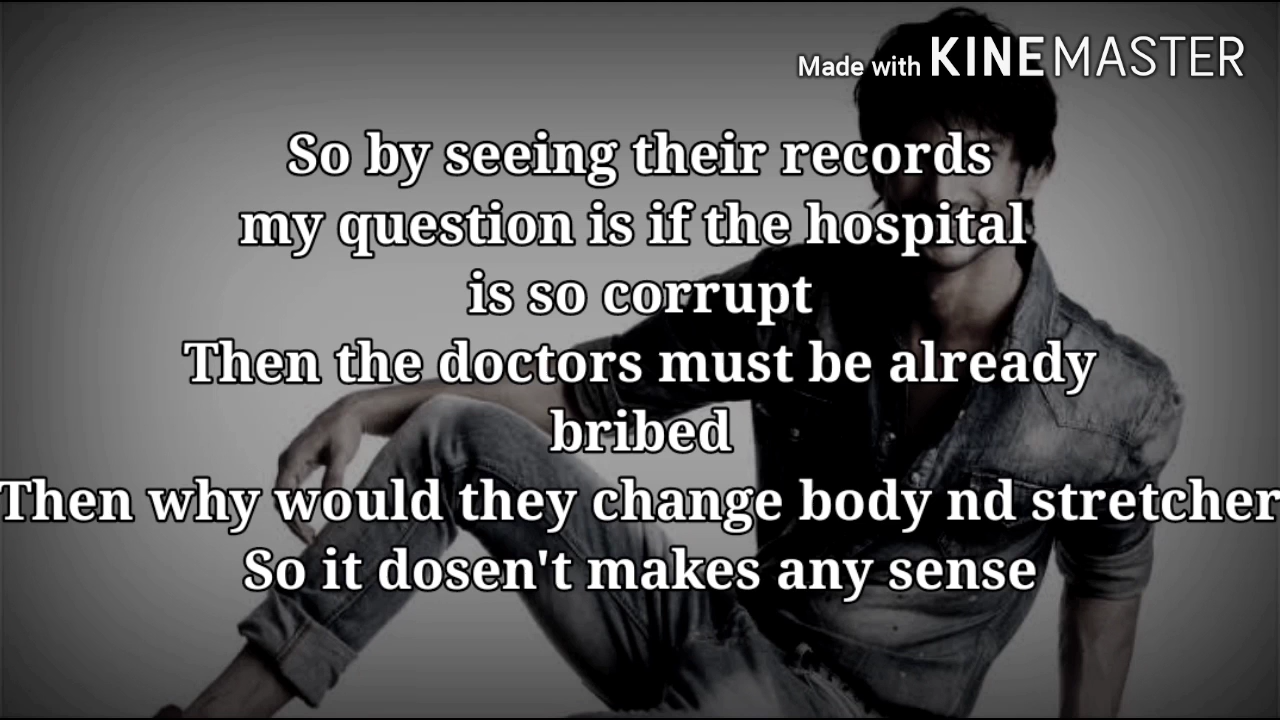 Made with KINEMASTER
So by seeing their records
my question is if the hospital
is so corrupt
Then the doctors must be already
bribed
Then why would they change body nd stretcher
So it dosen't makes any sense